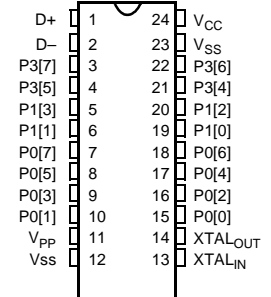 D+ 1 24 VCC
D– 2 23 VSS
P3[7] 3 22 P3[6]
P3[5] 4 21 P3[4]
P1[3] 5 20 P1[2]
P1[1] 6 19 P1[0]
P0[7] 7 18 P0[6]
P0[5] 8 17 P0[4]
P0[3] 9 16 P0[2]
P0[1] 10 15 P0[0]
VPP 11 14 XTALOUT
Vss 12 13 XTALIN